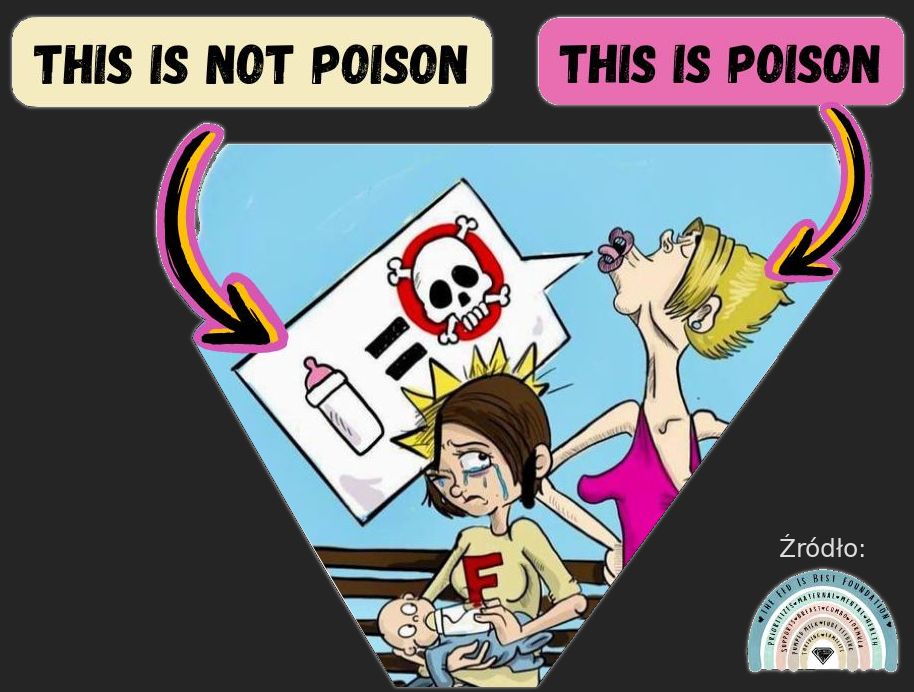 THIS IS NOT POISON
THIS IS POISON
=
F
Źródło:
THE FED IS BEST FOUNDATION
PRIORITIZES MATERNAL MENTAL HEALTH
SUPPORTS BREAST COMBO FORMULA
PUMPED MILK TUBE FEEDING
FAMILIES